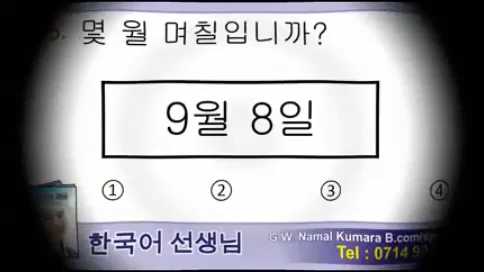 몇 월 며칠입니까?
9월 8일
① ② ③ ④
한국어 선생님
G.W. Namal Kumara B.com
Tel : 0714